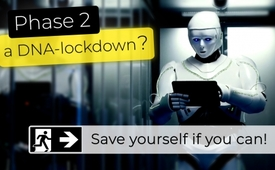 Phase 2
a DNA-lockdown?
Save yourself if you can!